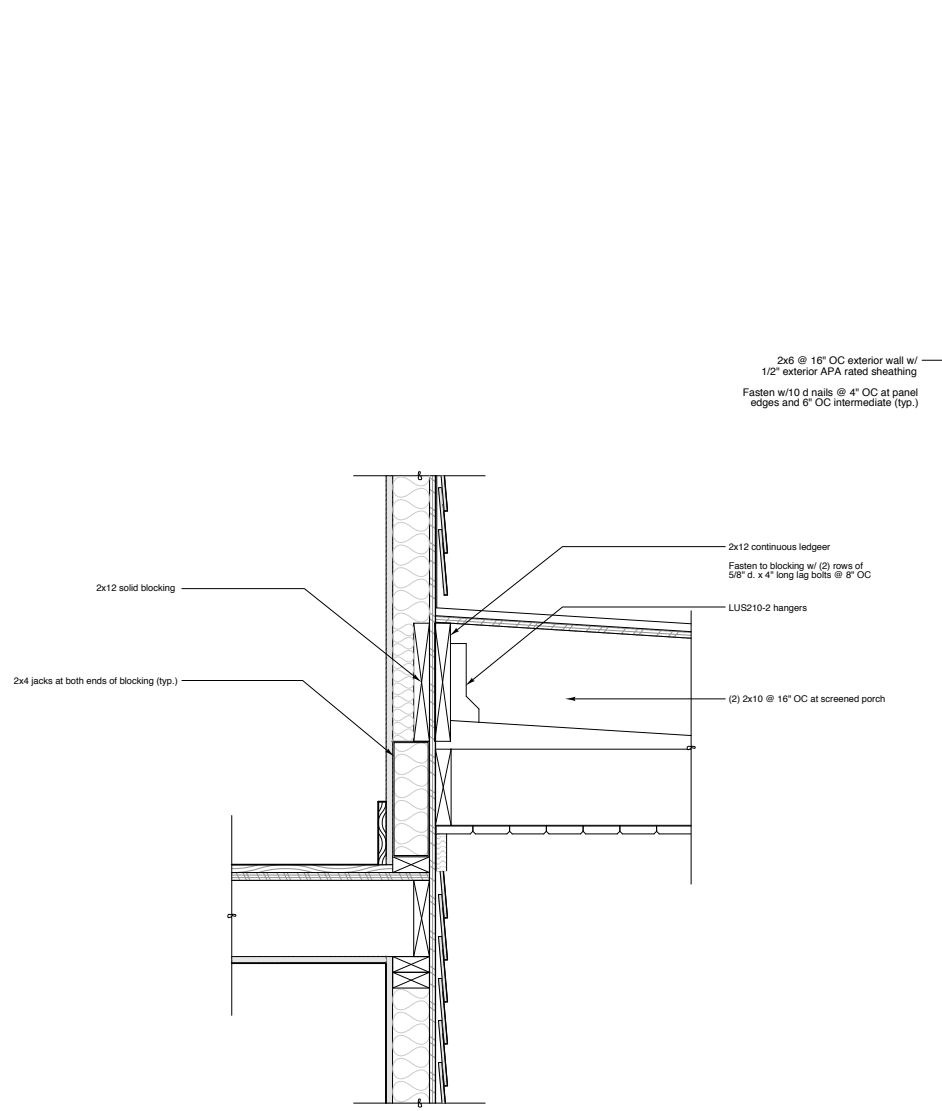 2x6 @ 16" OC exterior wall w/
1/2" exterior APA rated sheathing
Fasten w/10 d nails @ 4" OC at panel
edges and 6" OC intermediate (typ.)
2x12 continuous ledgeer
Fasten to blocking w/ (2) rows of
5/8" d. x 4" long lag bolts @ 8" OC
2x12 solid blocking
LUS210-2 hangers
2x4 jacks at both ends of blocking (typ.)
(2) 2x10 @ 16" OC at screened porch